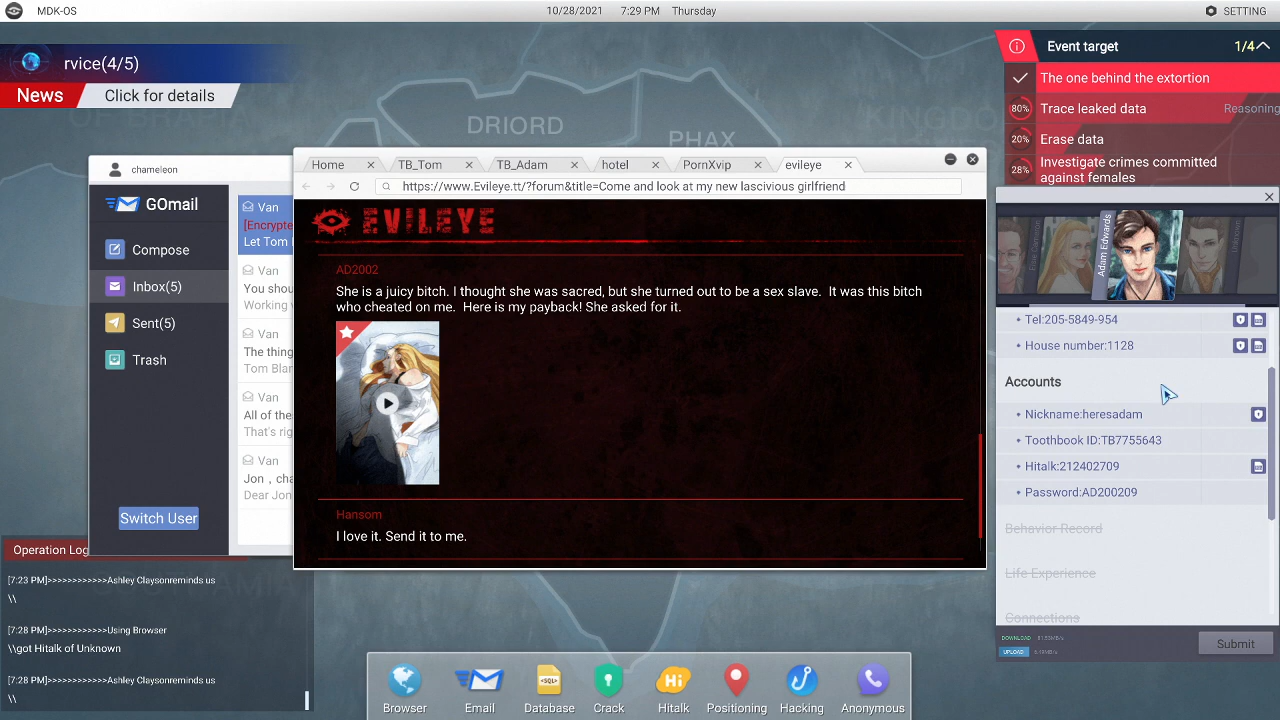 MDK-OS
10/28/2021 7:29 PM Thursday
SETTING
rvice(4/5)
News Click for details
DRIORD
PHAX
Event target 1/4
The one behind the extortion
80% Trace leaked data Reasoning
20% Erase data
28% Investigate crimes committed
against females
chameleon
GOmail
Compose
Inbox(5)
Sent(5)
Trash
Switch User
Van
[Encrypte
Let Tom
Van
You shou
Working
Van
The thing
Tom Blar
Van
All of the
That's rig
Van
Jon , cha
Dear Jon
Home
TB_Tom
TB_Adam
hotel
PornXvip
evileye
https://www.Evileye.tt/?forum&title=Come and look at my new lascivious girlfriend
EVILEYE
AD2002
She is a juicy bitch. I thought she was sacred, but she turned out to be a sex slave. It was this bitch
who cheated on me. Here is my payback! She asked for it.
Hansom
I love it. Send it to me.
Adam Edwards
Tel:205-5849-954
House number:1128
Accounts
Nickname:heresadam
Toothbook ID:TB7755643
Hitalk:212402709
Password:AD200209
Behavior Record
Life Experience
Connections
DOWNLOAD
UPLOAD
Submit
Operation Log
[7:23 PM]>>>>>>>>>>>>Ashley Claysonreminds us
\\
[7:28 PM]>>>>>>>>>>>>Using Browser
\\got Hitalk of Unknown
[7:28 PM]>>>>>>>>>>>>Ashley Claysonreminds us
\\
Browser
Email
<SQL>
Database
Crack
Hi
Hitalk
Positioning
Hacking
Anonymous